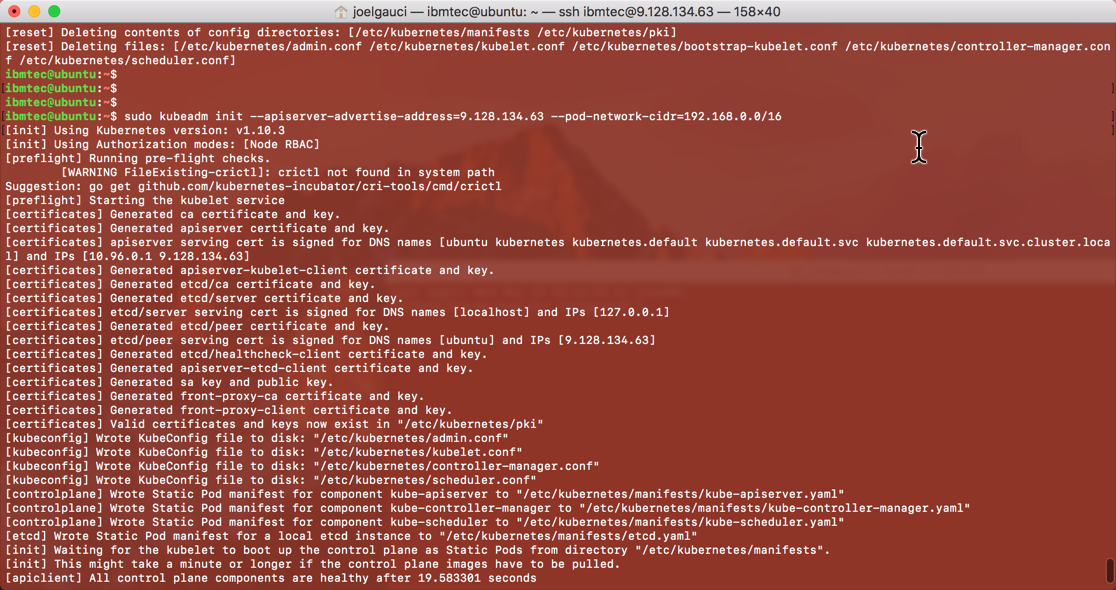 joelgauci — ibmtec@ubuntu: ~ — ssh ibmtec@9.128.134.63 — 158×40
[reset] Deleting contents of config directories: [/etc/kubernetes/manifests /etc/kubernetes/pki]
[reset] Deleting files: [/etc/kubernetes/admin.conf /etc/kubernetes/kubelet.conf /etc/kubernetes/bootstrap-kubelet.conf /etc/kubernetes/controller-manager.con
f /etc/kubernetes/scheduler.conf]
ibmtec@ubuntu:~$
ibmtec@ubuntu:~$
ibmtec@ubuntu:~$
ibmtec@ubuntu:~$ sudo kubeadm init --apiserver-advertise-address=9.128.134.63 --pod-network-cidr=192.168.0.0/16
[init] Using Kubernetes version: v1.10.3
[init] Using Authorization modes: [Node RBAC]
[preflight] Running pre-flight checks.
[WARNING FileExisting-crictl]: crictl not found in system path
Suggestion: go get github.com/kubernetes-incubator/cri-tools/cmd/crictl
[preflight] Starting the kubelet service
[certificates] Generated ca certificate and key.
[certificates] Generated apiserver certificate and key.
[certificates] apiserver serving cert is signed for DNS names [ubuntu kubernetes kubernetes.default kubernetes.default.svc kubernetes.default.svc.cluster.loca
l] and IPs [10.96.0.1 9.128.134.63]
[certificates] Generated apiserver-kubelet-client certificate and key.
[certificates] Generated etcd/ca certificate and key.
[certificates] Generated etcd/server certificate and key.
[certificates] etcd/server serving cert is signed for DNS names [localhost] and IPs [127.0.0.1]
[certificates] Generated etcd/peer certificate and key.
[certificates] etcd/peer serving cert is signed for DNS names [ubuntu] and IPs [9.128.134.63]
[certificates] Generated etcd/healthcheck-client certificate and key.
[certificates] Generated apiserver-etcd-client certificate and key.
[certificates] Generated sa key and public key.
[certificates] Generated front-proxy-ca certificate and key.
[certificates] Generated front-proxy-client certificate and key.
[certificates] Valid certificates and keys now exist in "/etc/kubernetes/pki"
[kubeconfig] Wrote KubeConfig file to disk: "/etc/kubernetes/admin.conf"
[kubeconfig] Wrote KubeConfig file to disk: "/etc/kubernetes/kubelet.conf"
[kubeconfig] Wrote KubeConfig file to disk: "/etc/kubernetes/controller-manager.conf"
[kubeconfig] Wrote KubeConfig file to disk: "/etc/kubernetes/scheduler.conf"
[controlplane] Wrote Static Pod manifest for component kube-apiserver to "/etc/kubernetes/manifests/kube-apiserver.yaml"
[controlplane] Wrote Static Pod manifest for component kube-controller-manager to "/etc/kubernetes/manifests/kube-controller-manager.yaml"
[controlplane] Wrote Static Pod manifest for component kube-scheduler to "/etc/kubernetes/manifests/kube-scheduler.yaml"
[etcd] Wrote Static Pod manifest for a local etcd instance to "/etc/kubernetes/manifests/etcd.yaml"
[init] Waiting for the kubelet to boot up the control plane as Static Pods from directory "/etc/kubernetes/manifests".
[init] This might take a minute or longer if the control plane images have to be pulled.
[apiclient] All control plane components are healthy after 19.583301 seconds